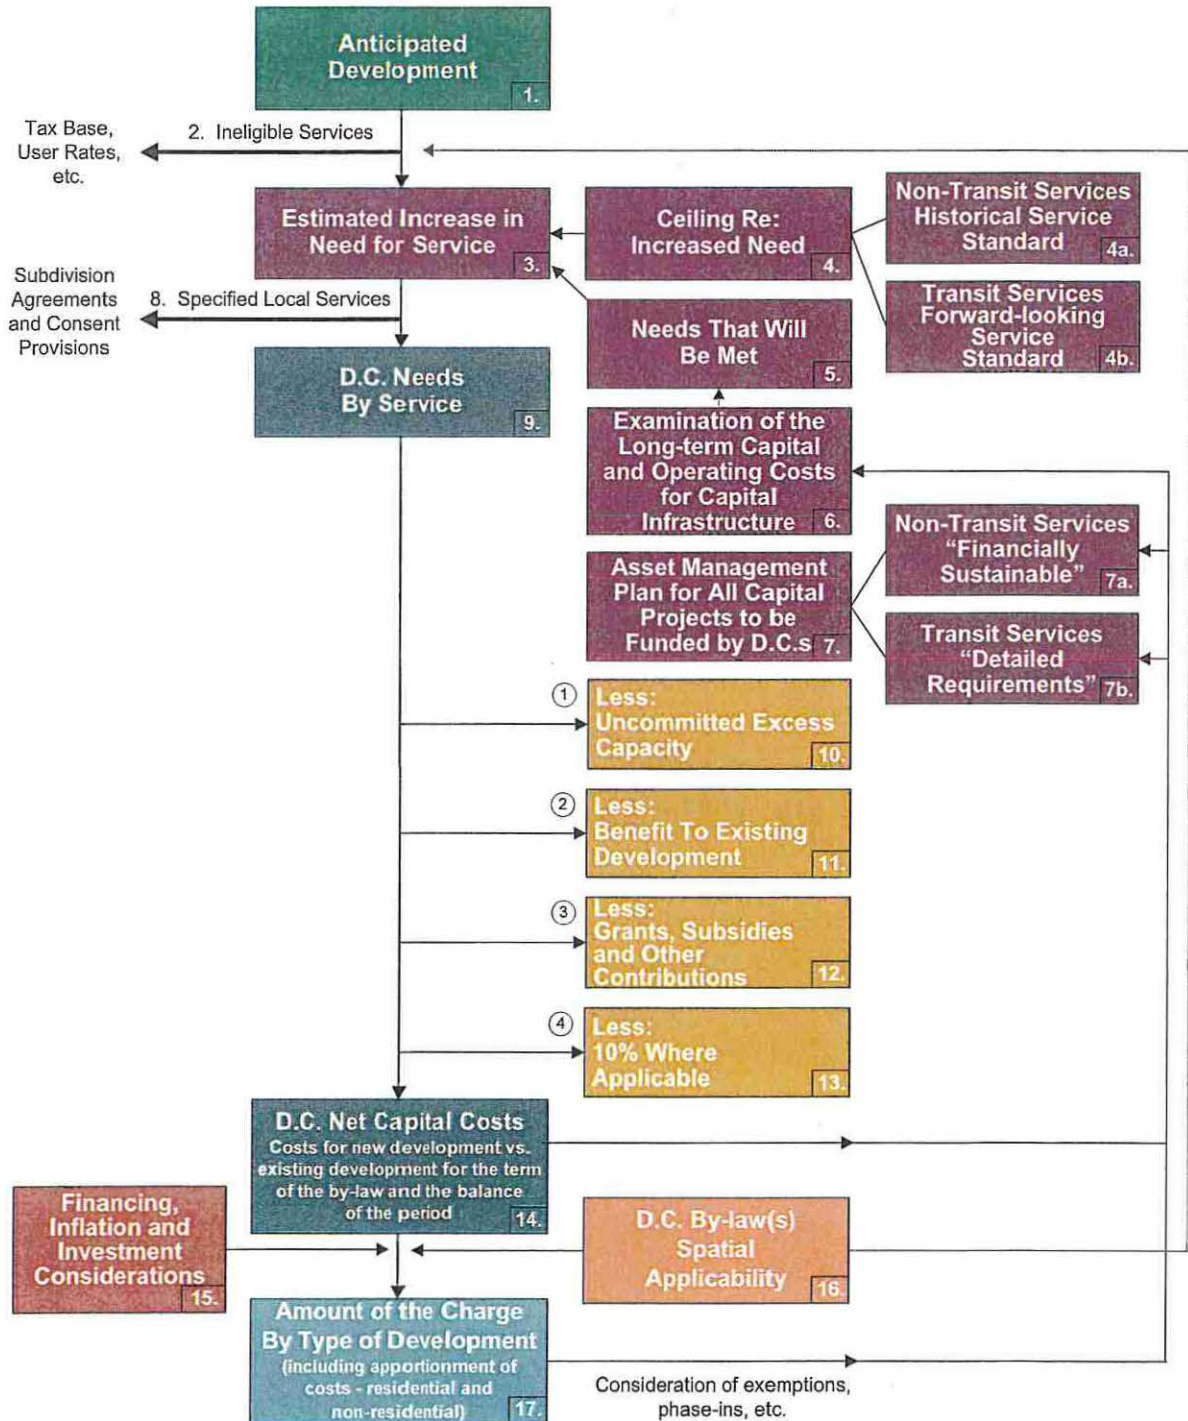 Anticipated
Development
1.
Tax Base,
User Rates,
etc.
2. Ineligible Services
Estimated Increase in
Need for Service
3.
Ceiling Re:
Increased Need
4.
Non-Transit Services
Historical Service
Standard
4a.
Transit Services
Forward-looking
Service
Standard
4b.
Subdivision
Agreements
and Consent
Provisions
8. Specified Local Services
Needs That Will
Be Met
5.
D.C. Needs
By Service
9.
Examination of the
Long-term Capital
and Operating Costs
for Capital
Infrastructure
6.
Asset Management
Plan for All Capital
Projects to be
Funded by D.C.s
7.
Non-Transit Services
“Financially
Sustainable”
7a.
Transit Services
“Detailed
Requirements”
7b.
1
Less:
Uncommitted Excess
Capacity
10.
2
Less:
Benefit To Existing
Development
11.
3
Less:
Grants, Subsidies
and Other
Contributions
12.
4
Less:
10% Where
Applicable
13.
D.C. Net Capital Costs
Costs for new development vs.
existing development for the term
of the by-law and the balance
of the period
14.
Financing,
Inflation and
Investment
Considerations
15.
D.C. By-law(s)
Spatial
Applicability
16.
Amount of the Charge
By Type of Development
(including apportionment of
costs - residential and
non-residential)
17.
Consideration of exemptions,
phase-ins, etc.